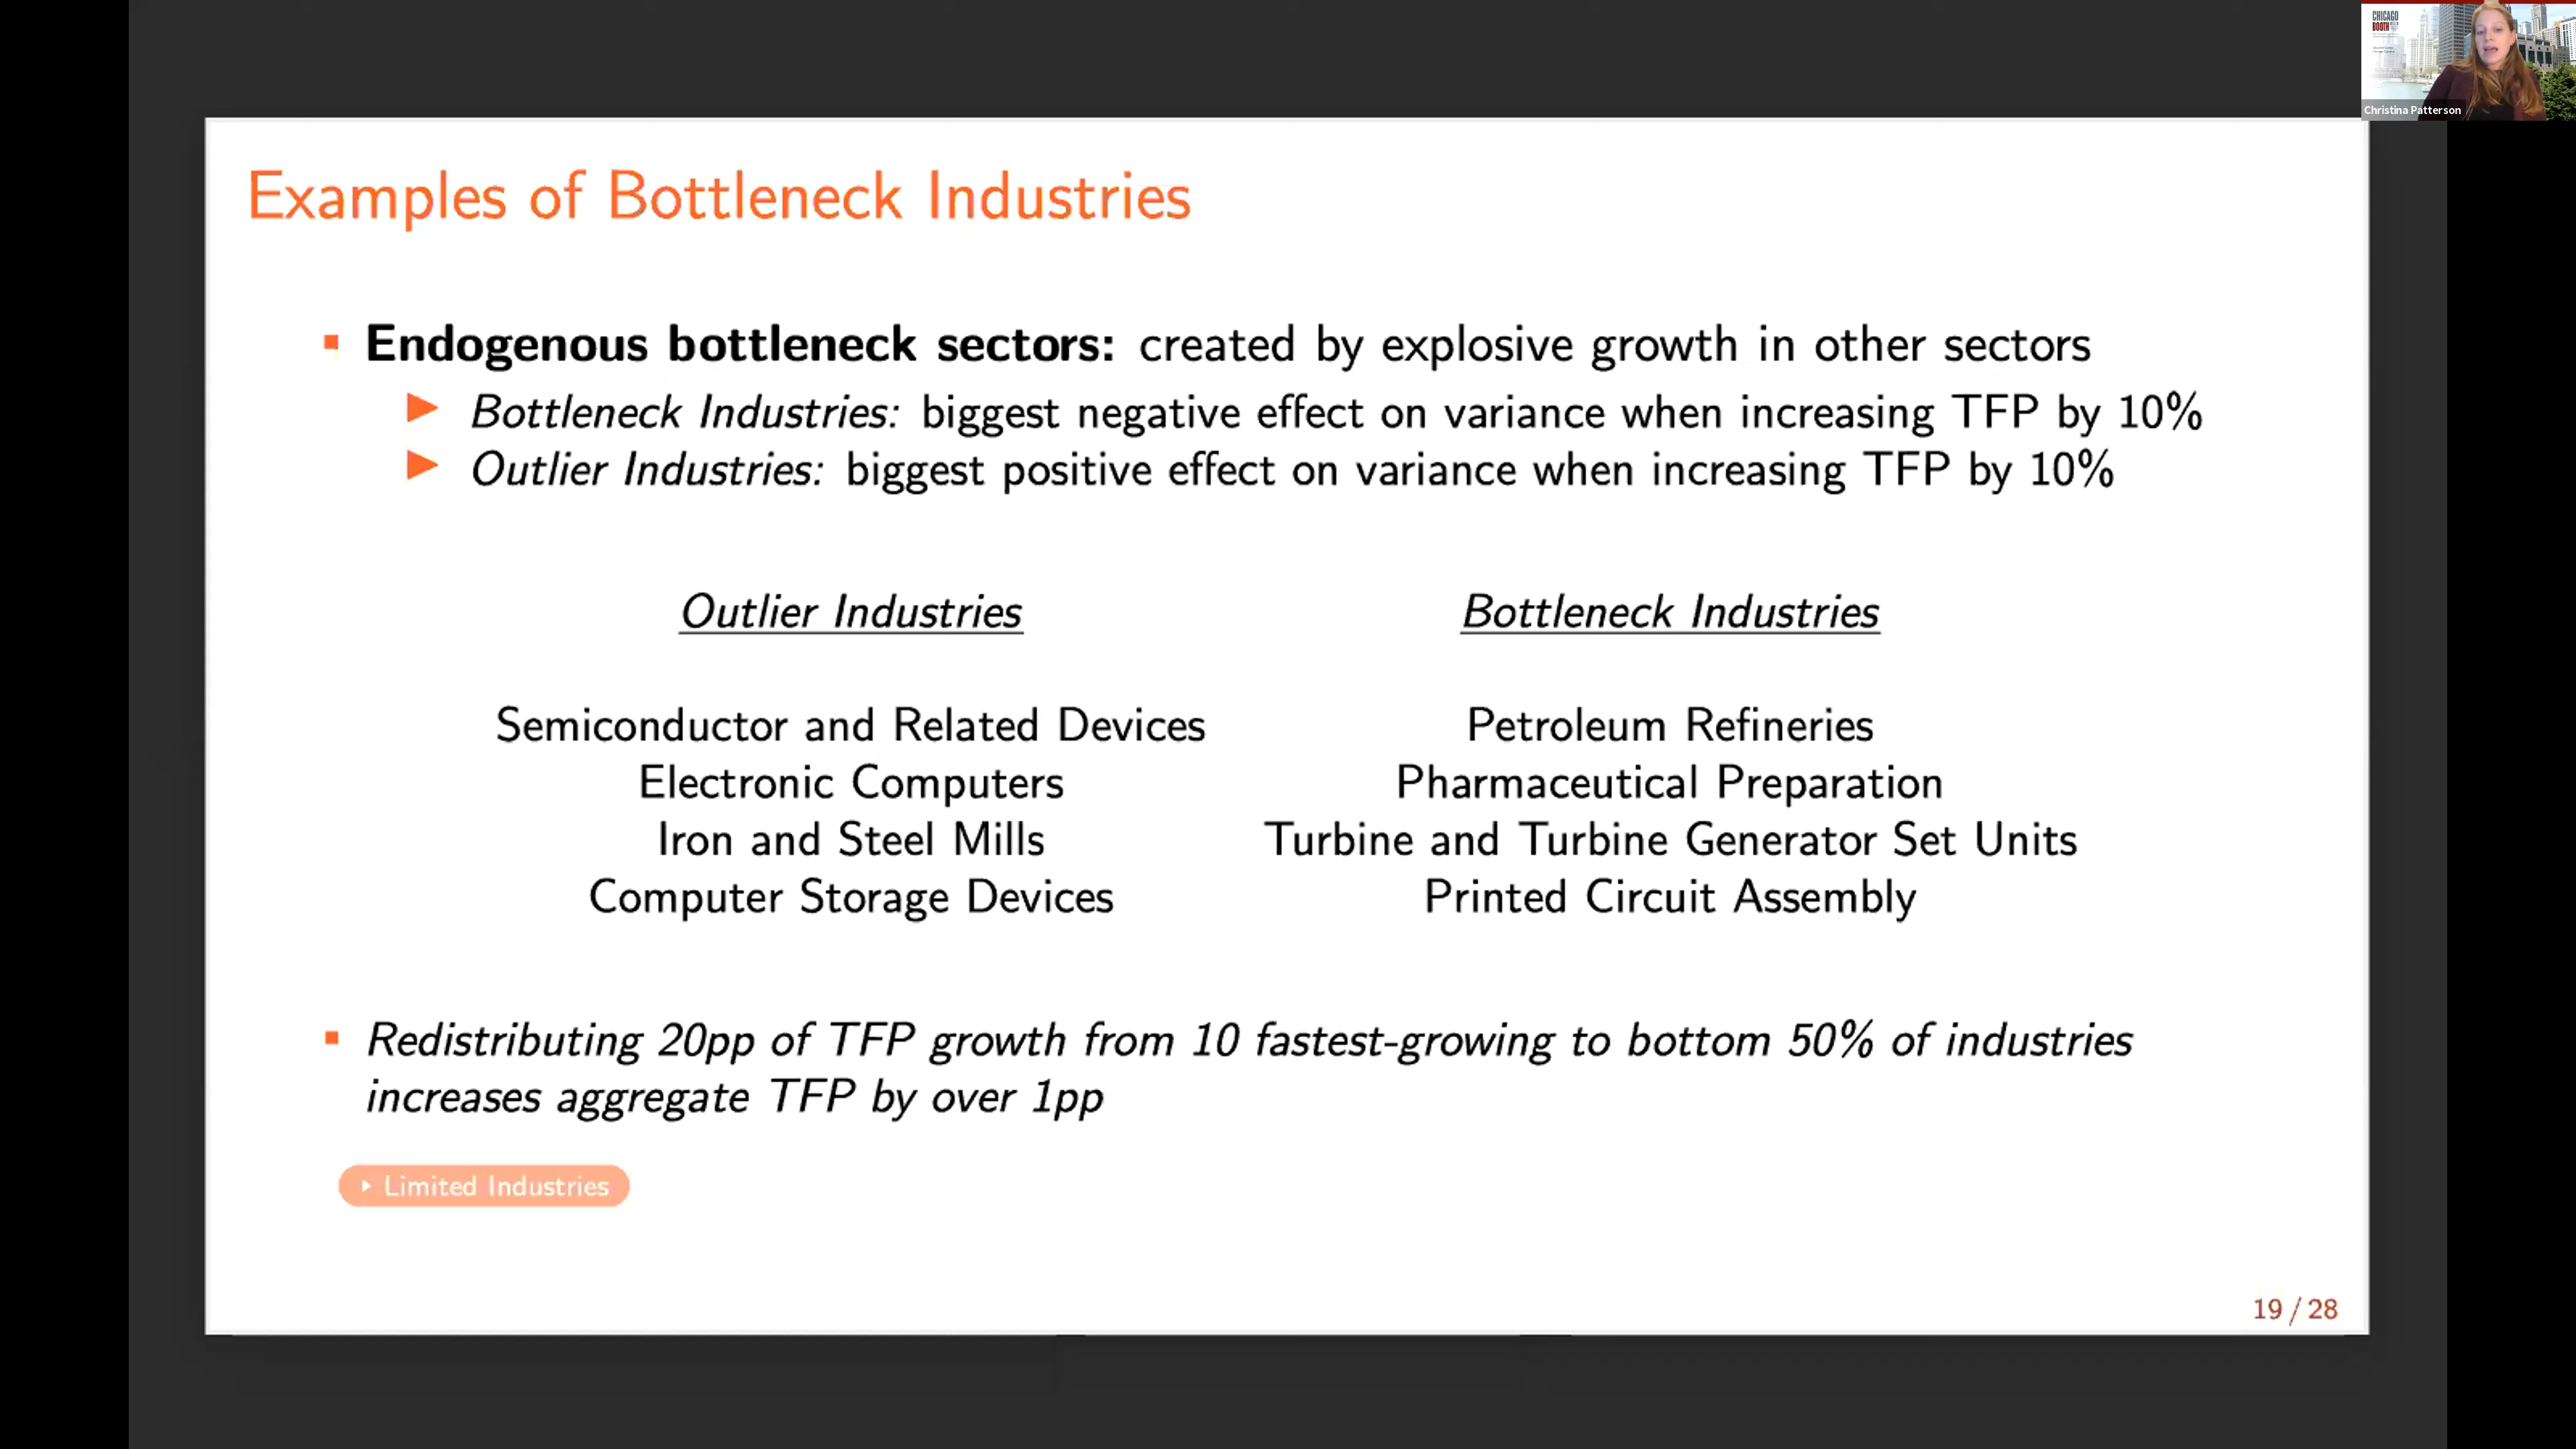 CHICAGO
BOOTH
Christina Patterson
Examples of Bottleneck Industries
Endogenous bottleneck sectors: created by explosive growth in other sectors
Bottleneck Industries: biggest negative effect on variance when increasing TFP by 10%
Outlier Industries: biggest positive effect on variance when increasing TFP by 10%
Outlier Industries
Semiconductor and Related Devices
Electronic Computers
Iron and Steel Mills
Computer Storage Devices
Bottleneck Industries
Petroleum Refineries
Pharmaceutical Preparation
Turbine and Turbine Generator Set Units
Printed Circuit Assembly
Redistributing 20pp of TFP growth from 10 fastest-growing to bottom 50% of industries
increases aggregate TFP by over 1pp
Limited Industries
19 / 28